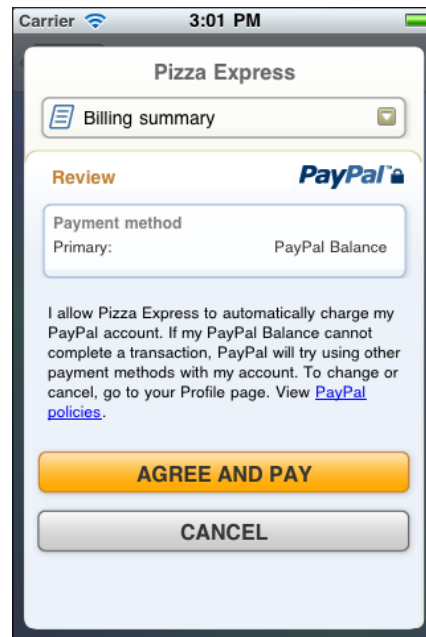 Carrier 3:01 PM
Pizza Express
Billing summary
Review PayPal™
Payment method
Primary: PayPal Balance
I allow Pizza Express to automatically charge my
PayPal account. If my PayPal Balance cannot
complete a transaction, PayPal will try using other
payment methods with my account. To change or
cancel, go to your Profile page. View PayPal
policies.
AGREE AND PAY
CANCEL